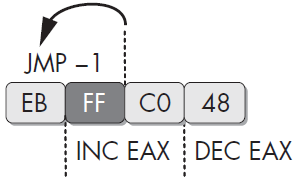 JMP –1
EB FF C0 48
INC EAX DEC EAX